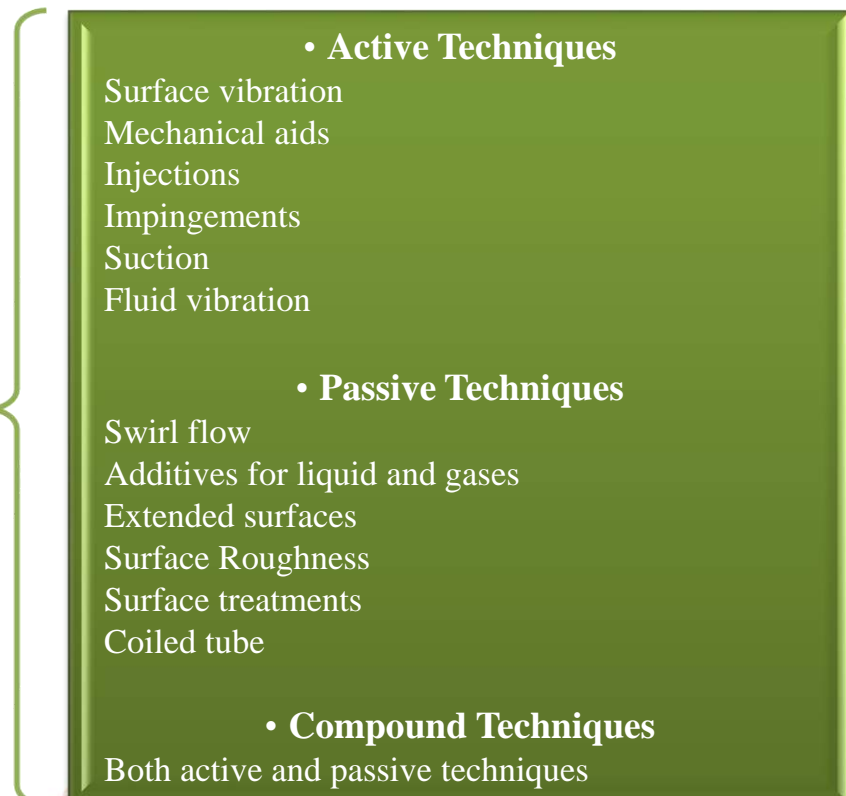 • Active Techniques
Surface vibration
Mechanical aids
Injections
Impingements
Suction
Fluid vibration
• Passive Techniques
Swirl flow
Additives for liquid and gases
Extended surfaces
Surface Roughness
Surface treatments
Coiled tube
• Compound Techniques
Both active and passive techniques